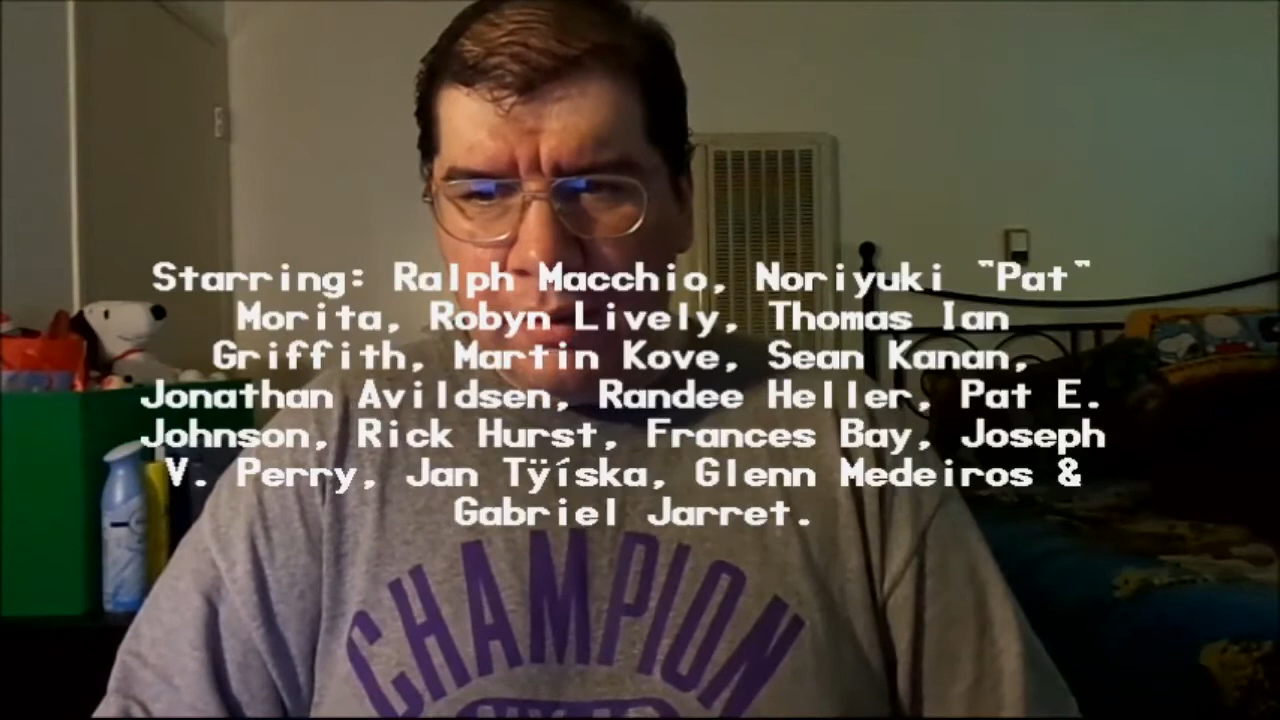 Starring: Ralph Macchio, Noriyuki "Pat"
Morita, Robyn Lively, Thomas Ian
Griffith, Martin Kove, Sean Kanan,
Jonathan Avildsen, Randee Heller, Pat E.
Johnson, Rick Hurst, Frances Bay, Joseph
V. Perry, Jan Tÿíska, Glenn Medeiros &
Gabriel Jarret.
CHAMPION